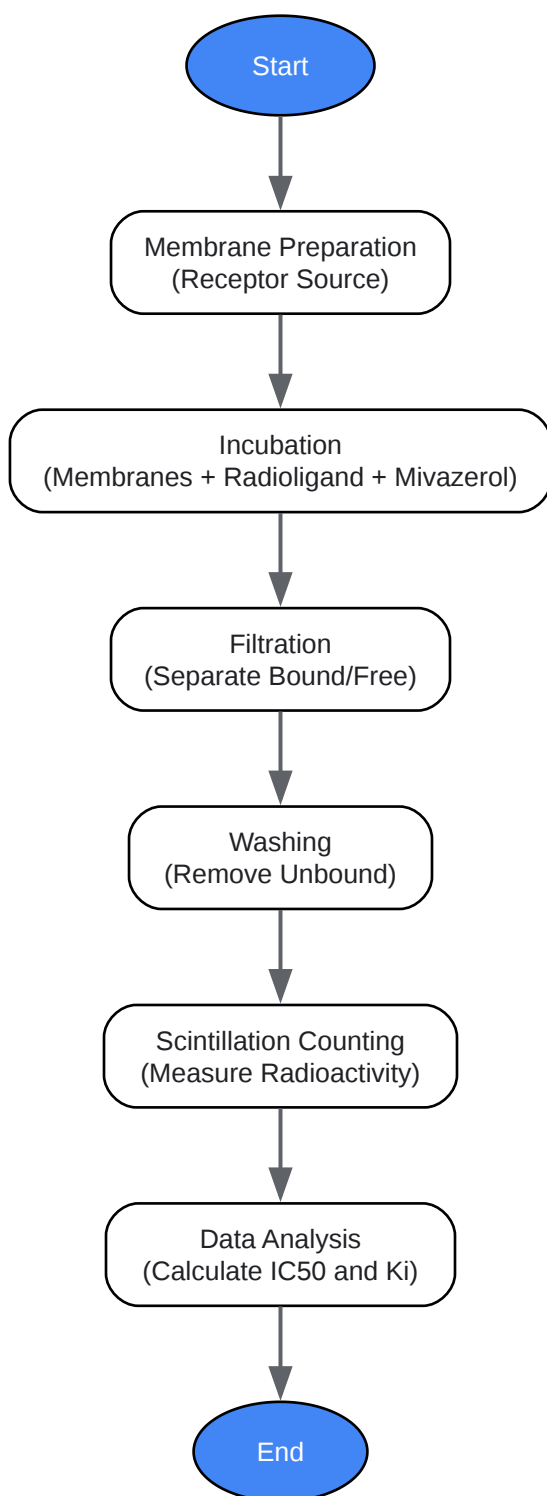 Start
Membrane Preparation
(Receptor Source)
Incubation
(Membranes + Radioligand + Mivazerol)
Filtration
(Separate Bound/Free)
Washing
(Remove Unbound)
Scintillation Counting
(Measure Radioactivity)
Data Analysis
(Calculate IC50 and Ki)
End